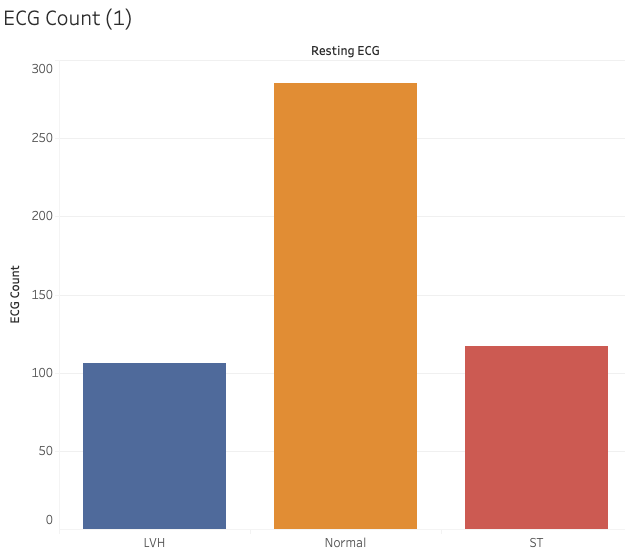 ECG Count (1)
Resting ECG
300
250
200
150
100
50
0
ECG Count
LVH Normal ST